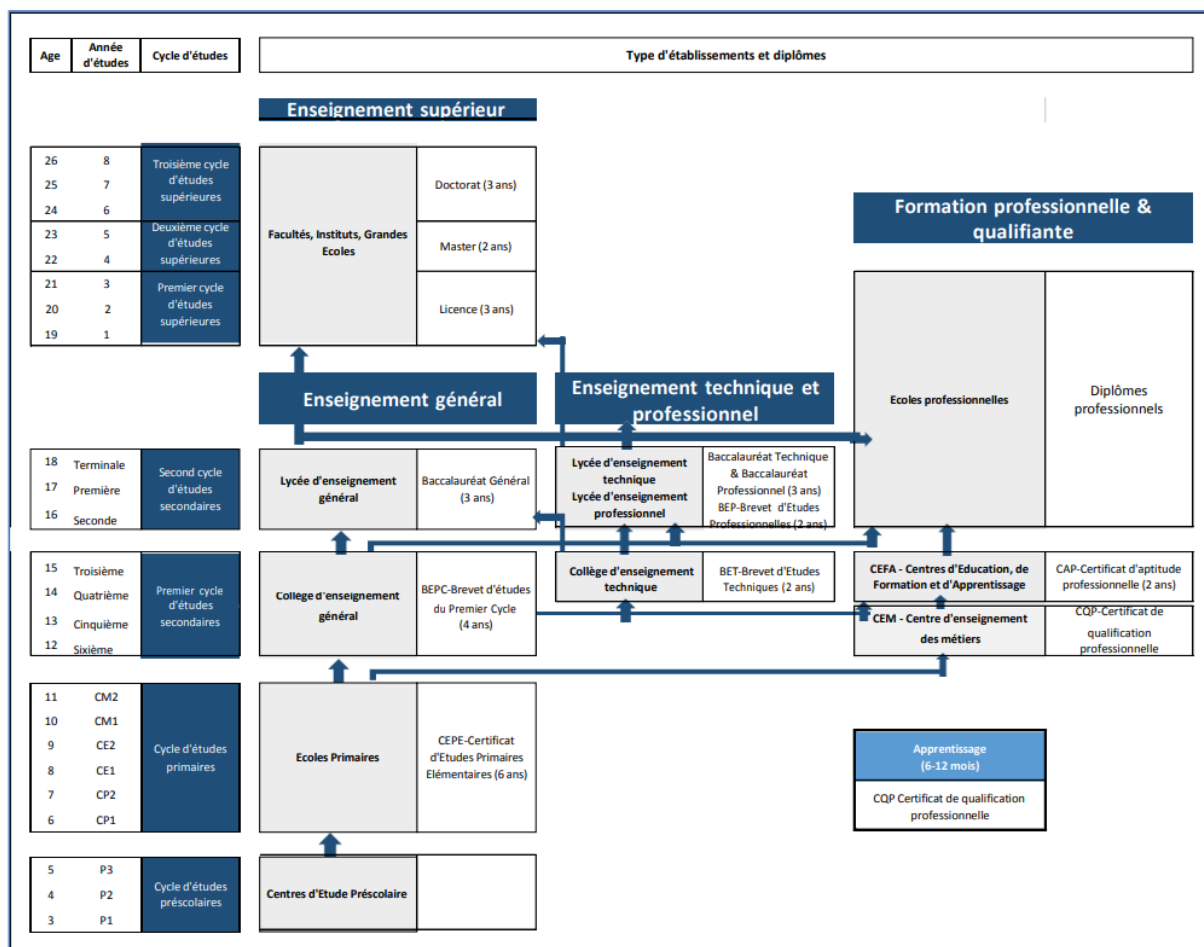 Age
Année
d'études
Cycle d'études
Type d'établissements et diplômes
Enseignement supérieur
26 8
25 7
24 6
Troisième cycle
d'études
supérieures
23 5
22 4
Deuxième cycle
d'études
supérieures
21 3
20 2
19 1
Premier cycle
d'études
supérieures
Facultés, Instituts, Grandes
Ecoles
Doctorat (3 ans)
Master (2 ans)
Licence (3 ans)
Formation professionnelle &
qualifiante
Ecoles professionnelles
Diplômes
professionnels
Enseignement général
Enseignement technique et
professionnel
18 Terminale
17 Première
16 Seconde
Second cycle
d'études
secondaires
Lycée d'enseignement
général
Baccalauréat Général
(3 ans)
Lycée d'enseignement
technique
Lycée d'enseignement
professionnel
Baccalauréat Technique
& Baccalauréat
Professionnel (3 ans)
BEP-Brevet d'Etudes
Professionnelles (2 ans)
15 Troisième
14 Quatrième
13 Cinquième
12 Sixième
Premier cycle
d'études
secondaires
Collège d'enseignement
général
BEPC-Brevet d'études
du Premier Cycle
(4 ans)
Collège d'enseignement
technique
BET-Brevet d'Etudes
Techniques (2 ans)
CEFA - Centres d'Education, de
Formation et d'Apprentissage
CAP-Certificat d'aptitude
professionnelle (2 ans)
CEM - Centre d'enseignement
des métiers
CQP-Certificat de
qualification
professionnelle
11 CM2
10 CM1
9 CE2
8 CE1
7 CP2
6 CP1
Cycle d'études
primaires
Ecoles Primaires
CEPE-Certificat
d'Etudes Primaires
Elémentaires (6 ans)
Apprentissage
(6-12 mois)
CQP Certificat de qualification
professionnelle
5 P3
4 P2
3 P1
Cycle d'études
préscolaires
Centres d'Etude Préscolaire